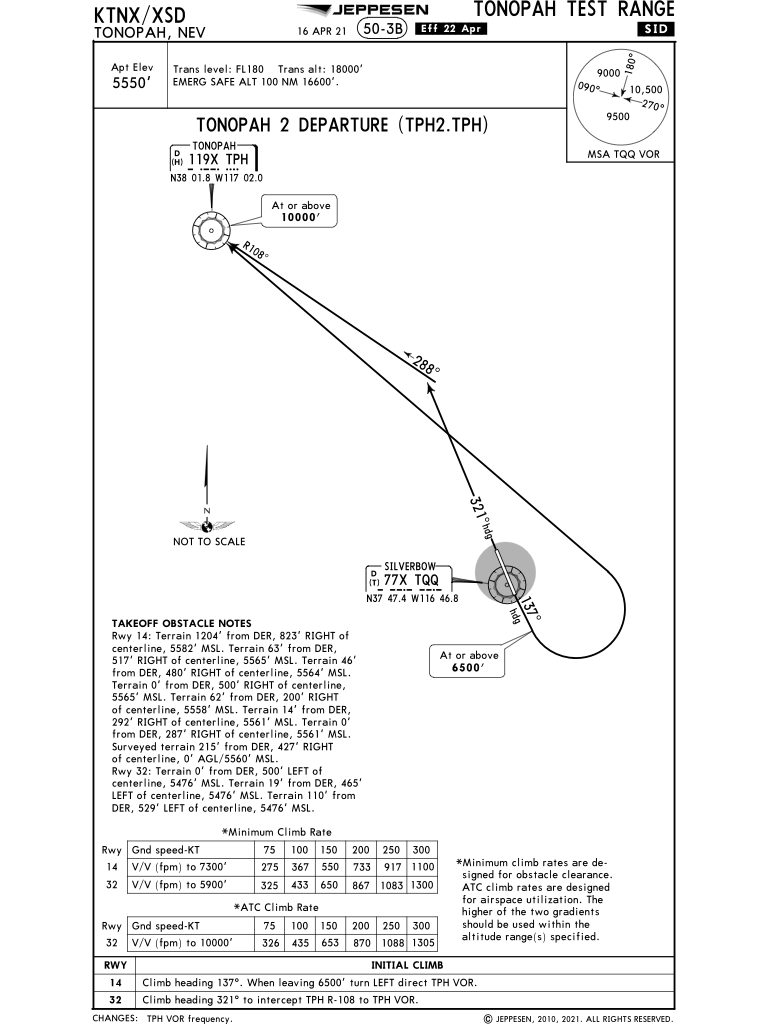 KTNX/XSD
TONOPAH, NEV
JEPPESEN
16 APR 21 50-3B Eff 22 Apr
TONOPAH TEST RANGE
SID
Apt Elev
5550'
Trans level: FL180 Trans alt: 18000'
EMERG SAFE ALT 100 NM 16600'.
180°
9000
090°
10,500
270°
9500
MSA TQQ VOR
TONOPAH 2 DEPARTURE (TPH2.TPH)
TONOPAH
D
(H) 119X TPH
N38 01.8 W117 02.0
At or above
10000'
R108°
288°
321° hdg
N
NOT TO SCALE
SILVERBOW
D
(T) 77X TQQ
N37 47.4 W116 46.8
137°
hdg
At or above
6500'
TAKEOFF OBSTACLE NOTES
Rwy 14: Terrain 1204' from DER, 823' RIGHT of
centerline, 5582' MSL. Terrain 63' from DER,
517' RIGHT of centerline, 5565' MSL. Terrain 46'
from DER, 480' RIGHT of centerline, 5564' MSL.
Terrain 0' from DER, 500' RIGHT of centerline,
5565' MSL. Terrain 62' from DER, 200' RIGHT
of centerline, 5558' MSL. Terrain 14' from DER,
292' RIGHT of centerline, 5561' MSL. Terrain 0'
from DER, 287' RIGHT of centerline, 5561' MSL.
Surveyed terrain 215' from DER, 427' RIGHT
of centerline, 0' AGL/5560' MSL.
Rwy 32: Terrain 0' from DER, 500' LEFT of
centerline, 5476' MSL. Terrain 19' from DER, 465'
LEFT of centerline, 5476' MSL. Terrain 110' from
DER, 529' LEFT of centerline, 5476' MSL.
*Minimum Climb Rate
Rwy Gnd speed-KT 75 100 150 200 250 300
14 V/V (fpm) to 7300' 275 367 550 733 917 1100
32 V/V (fpm) to 5900' 325 433 650 867 1083 1300
*ATC Climb Rate
Rwy Gnd speed-KT 75 100 150 200 250 300
32 V/V (fpm) to 10000' 326 435 653 870 1088 1305
*Minimum climb rates are de-
signed for obstacle clearance.
ATC climb rates are designed
for airspace utilization. The
higher of the two gradients
should be used within the
altitude range(s) specified.
RWY INITIAL CLIMB
14 Climb heading 137°. When leaving 6500' turn LEFT direct TPH VOR.
32 Climb heading 321° to intercept TPH R-108 to TPH VOR.
CHANGES: TPH VOR frequency.
© JEPPESEN, 2010, 2021. ALL RIGHTS RESERVED.